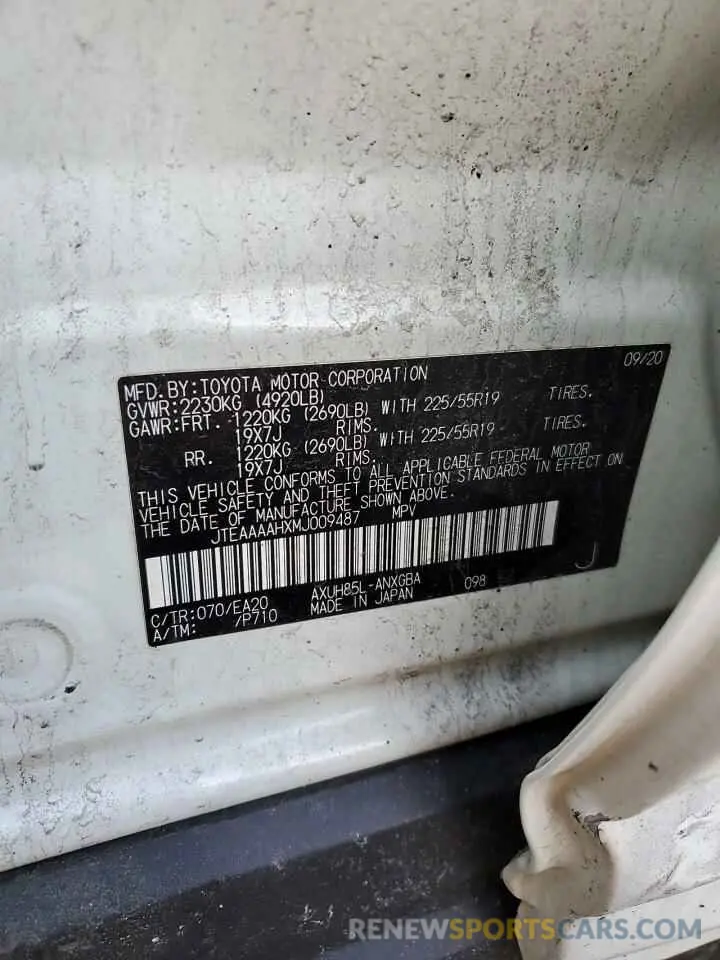 09/20
MFD.BY:TOYOTA MOTOR CORPORATION
GVWR:2230KG (4920LB)
GAWR:FRT. 1220KG (2690LB) WITH 225/55R19 TIRES.
19X7J RIMS.
RR. 1220KG (2690LB) WITH 225/55R19 TIRES.
19X7J RIMS.
THIS VEHICLE CONFORMS TO ALL APPLICABLE FEDERAL MOTOR
VEHICLE SAFETY AND THEFT PREVENTION STANDARDS IN EFFECT ON
THE DATE OF MANUFACTURE SHOWN ABOVE.
JTEAAAAHXMJ009487 MPV
C/TR:070/EA20 AXUH85L-ANXGBA 098 J
A/TM: /P710 MADE IN JAPAN
RENEWSPORTSCARS.COM